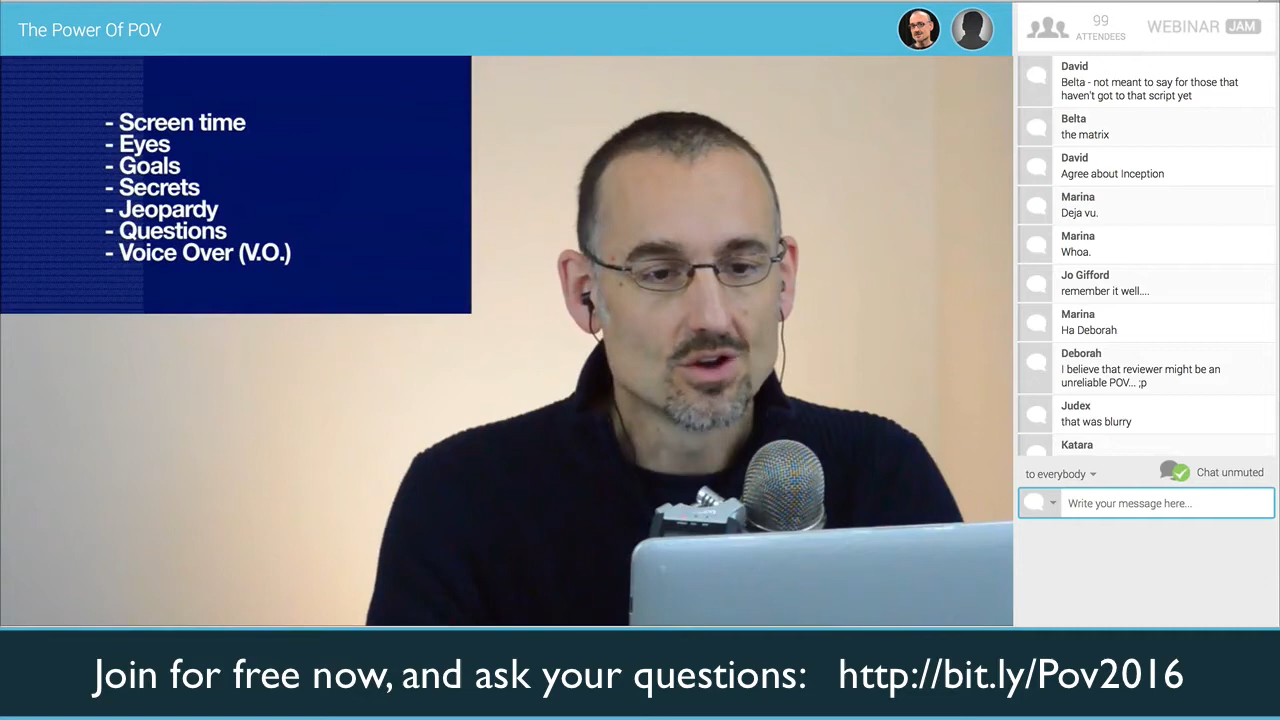 The Power Of POV
- Screen time
- Eyes
- Goals
- Secrets
- Jeopardy
- Questions
- Voice Over (V.O.)
99
ATTENDEES
WEBINAR JAM
David
Belta - not meant to say for those that
haven't got to that script yet
Belta
the matrix
David
Agree about Inception
Marina
Deja vu.
Marina
Whoa.
Jo Gifford
remember it well....
Marina
Ha Deborah
Deborah
I believe that reviewer might be an
unreliable POV... ;p
Judex
that was blurry
Katara
to everybody
Chat unmuted
Write your message here...
Join for free now, and ask your questions: http://bit.ly/Pov2016